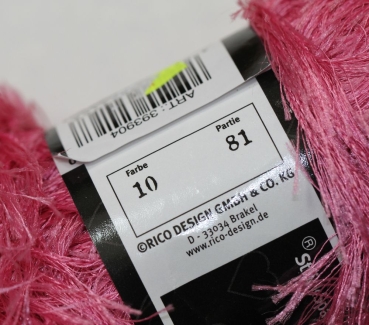 ART.: 393904
Farbe Partie
10 81
©RICO DESIGN GMBH & CO. KG
D - 33034 Brakel
www.rico-design.de
®